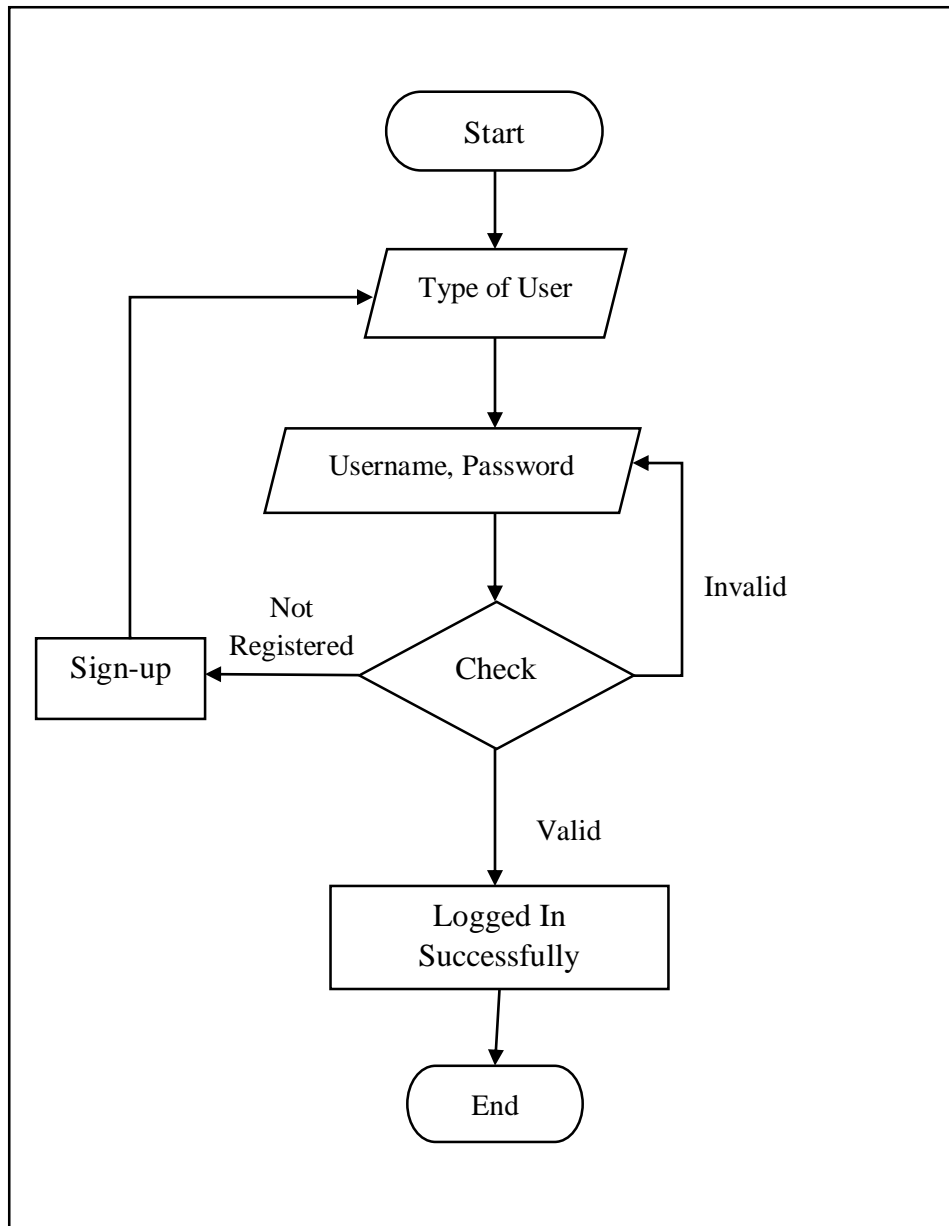 Start
Type of User
Username, Password
Invalid
Not
Registered
Sign-up
Check
Valid
Logged In
Successfully
End